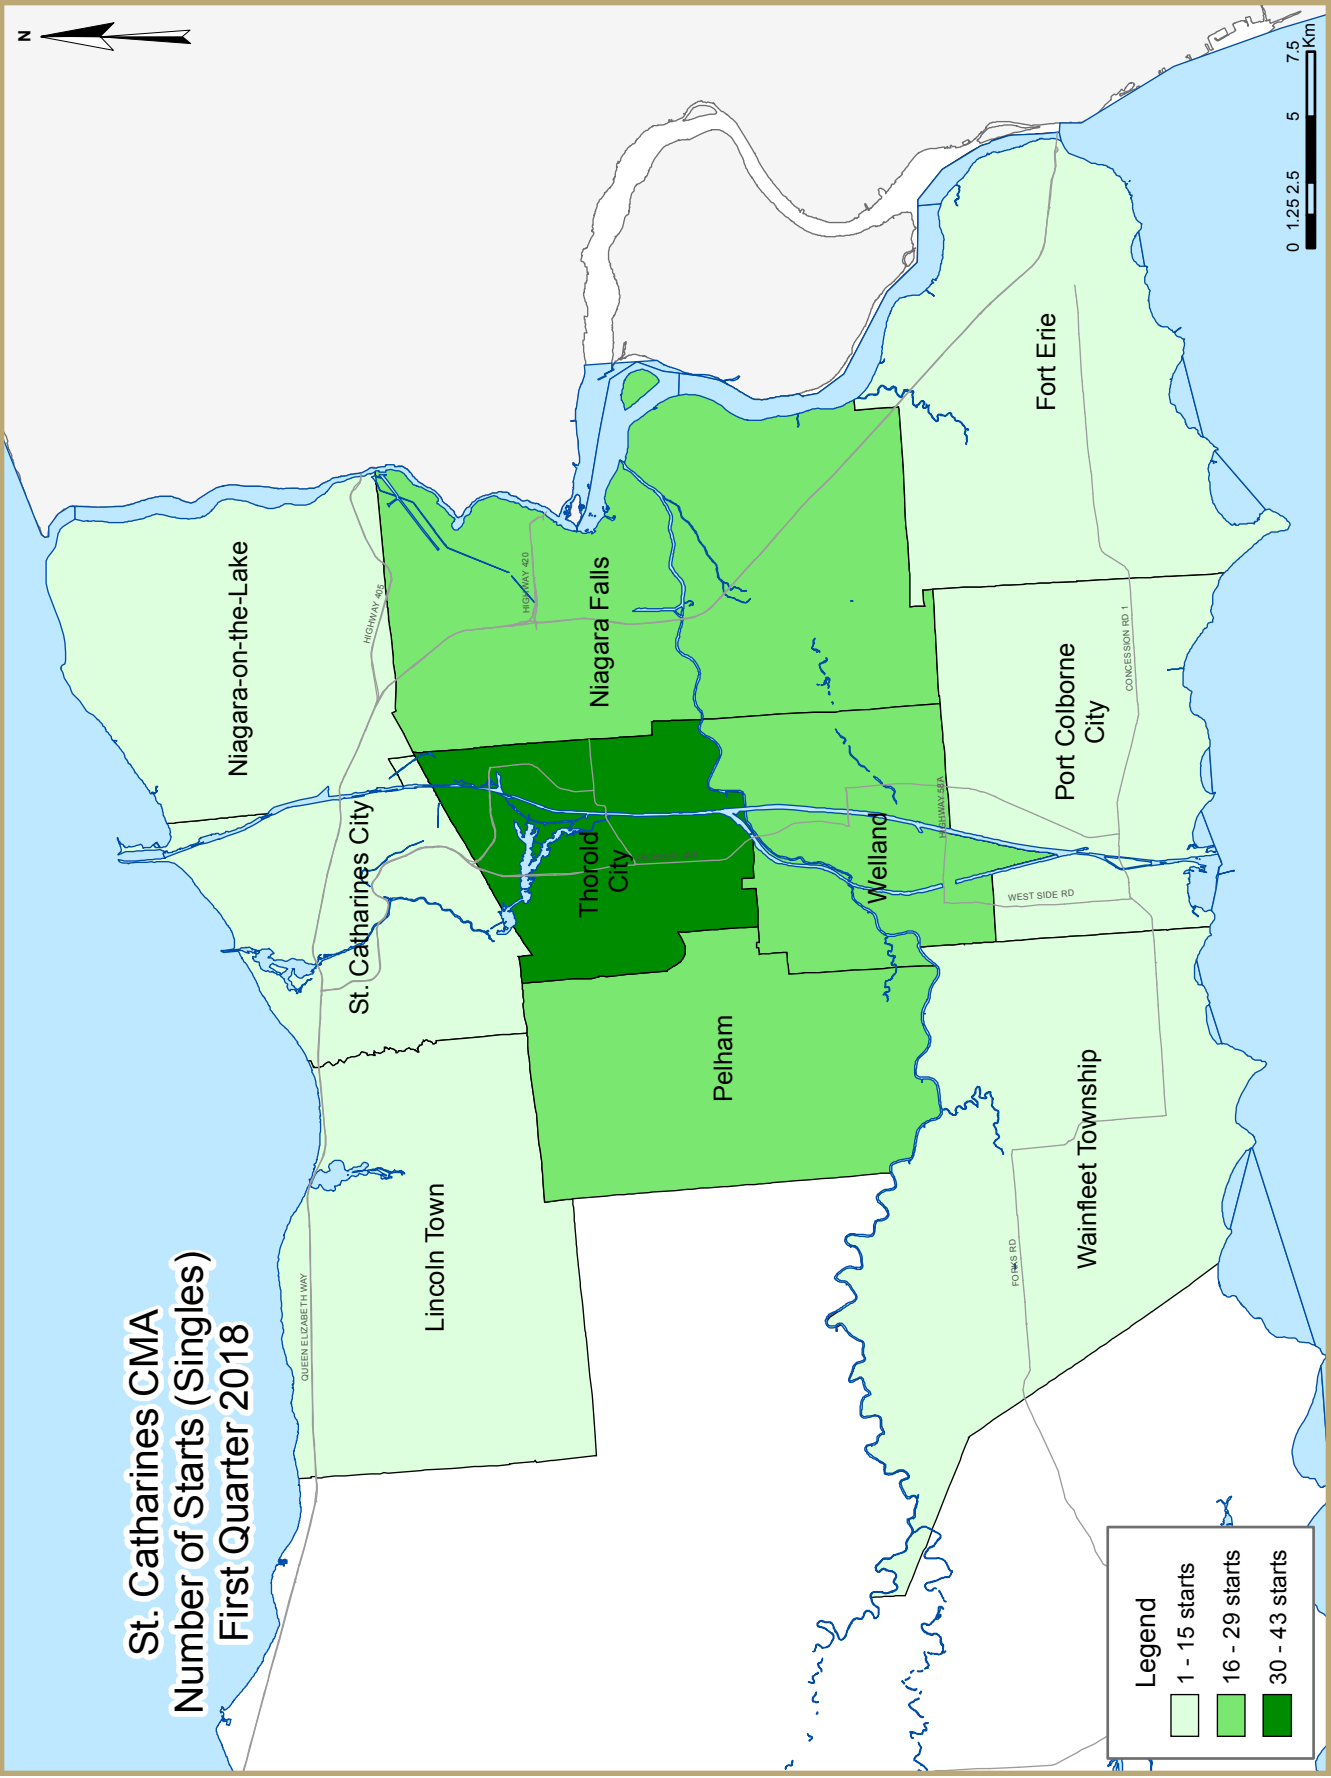 St. Catharines CMA
Number of Starts (Singles)
First Quarter 2018
N
Niagara-on-the-Lake
HIGHWAY 405
St. Catharines City
QUEEN ELIZABETH WAY
Lincoln Town
HIGHWAY 420
Niagara Falls
Thorold
City
Pelham
Welland
HIGHWAY 58A
Fort Erie
Port Colborne
City
CONCESSION RD 1
WEST SIDE RD
Wainfleet Township
FORKS RD
Legend
1 - 15 starts
16 - 29 starts
30 - 43 starts
0 1.25 2.5 5 7.5
Km